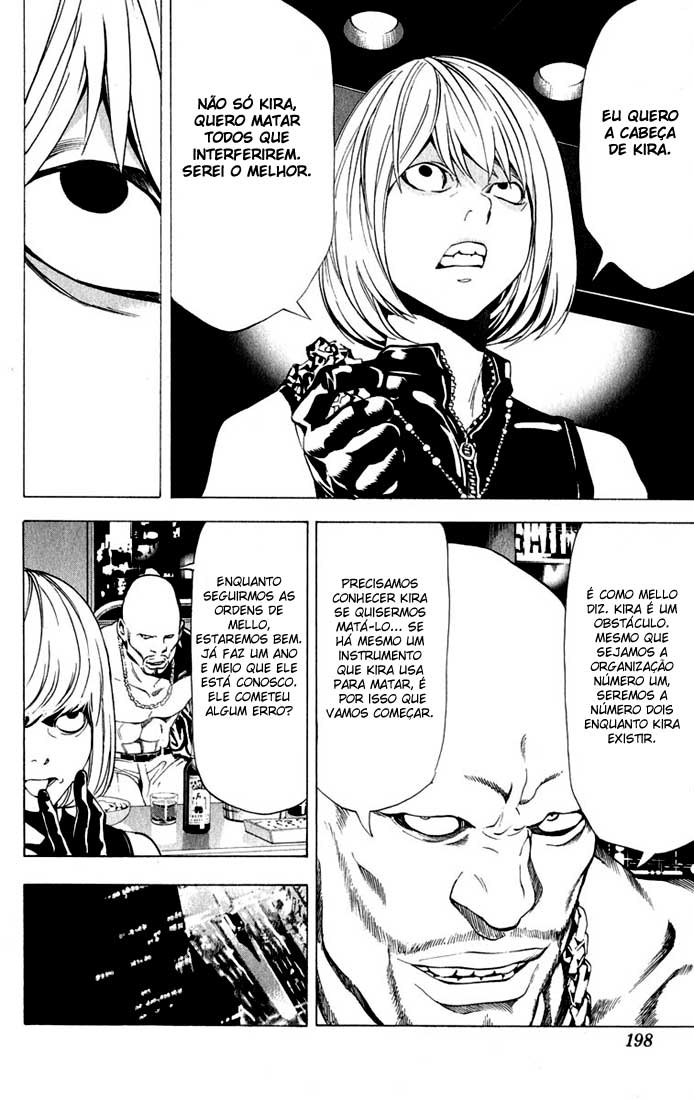 EU QUERO
A CABEÇA
DE KIRA.
NÃO SÓ KIRA,
QUERO MATAR
TODOS QUE
INTERFERIREM.
SEREI O MELHOR.
É COMO MELLO
DIZ. KIRA É UM
OBSTÁCULO.
MESMO QUE
SEJAMOS A
ORGANIZAÇÃO
NÚMERO UM,
SEREMOS A
NÚMERO DOIS
ENQUANTO KIRA
EXISTIR.
PRECISAMOS
CONHECER KIRA
SE QUISERMOS
MATÁ-LO... SE
HÁ MESMO UM
INSTRUMENTO
QUE KIRA USA
PARA MATAR, É
POR ISSO QUE
VAMOS COMEÇAR.
ENQUANTO
SEGUIRMOS AS
ORDENS DE
MELLO,
ESTAREMOS BEM.
JÁ FAZ UM ANO
E MEIO QUE ELE
ESTÁ CONOSCO.
ELE COMETEU
ALGUM ERRO?
198